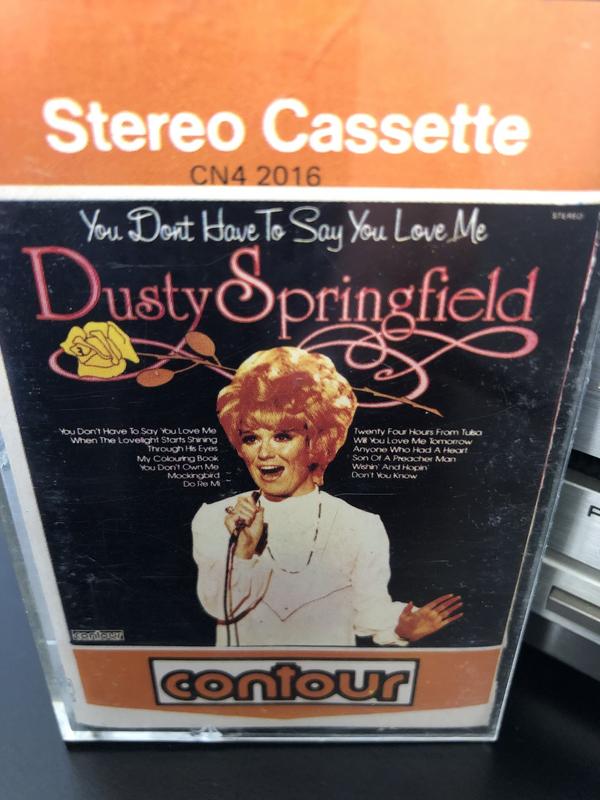 Stereo Cassette
CN4 2016
You Dont Have To Say You Love Me
STEREO
Dusty Springfield
You Don't Have To Say You Love Me
When The Lovelight Starts Shining
Through His Eyes
My Colouring Book
You Don't Own Me
Mockingbird
Do Re Mi
Twenty Four Hours From Tulsa
Will You Love Me Tomorrow
Anyone Who Had A Heart
Son Of A Preacher Man
Wishin' And Hopin'
Don't You Know
contour
contour